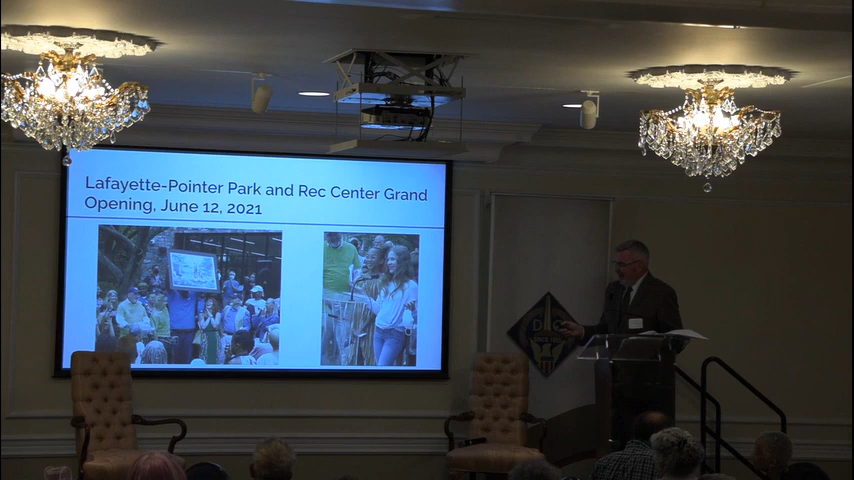 Lafayette-Pointer Park and Rec Center Grand
Opening, June 12, 2021